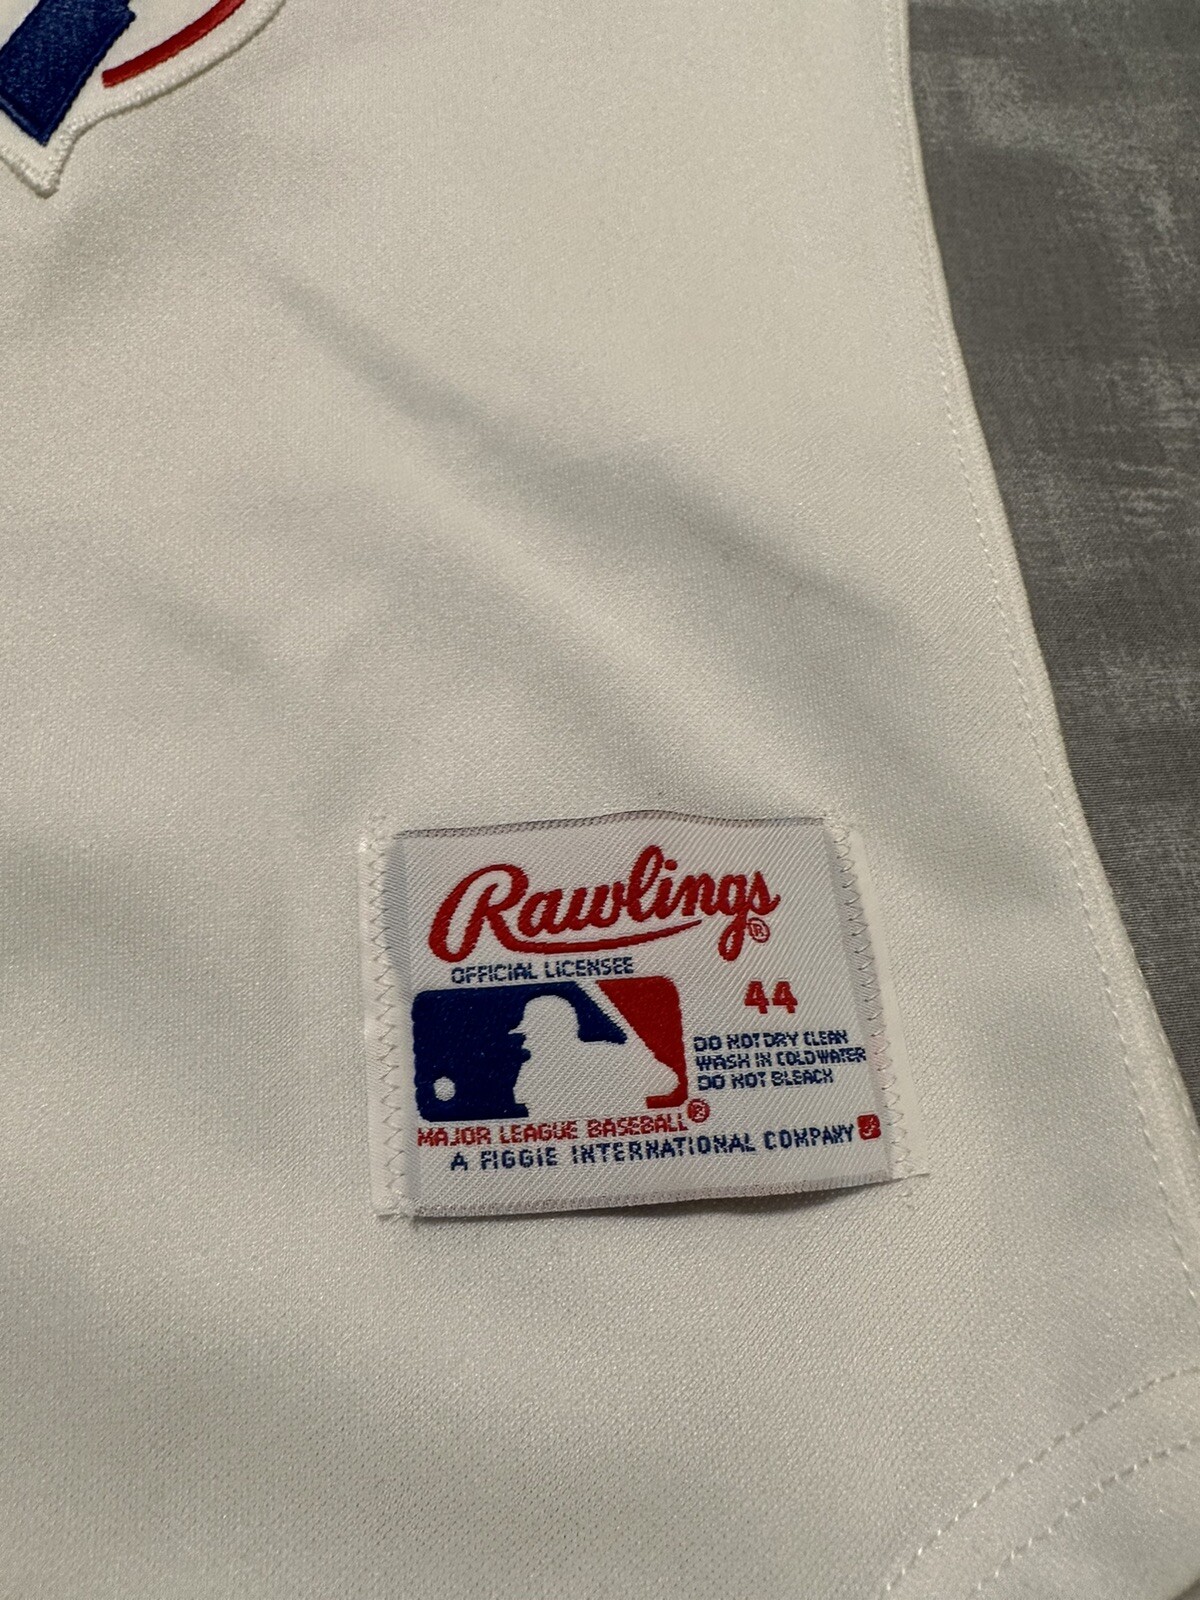 Rawlings®
OFFICIAL LICENSEE
44
DO NOT DRY CLEAN
WASH IN COLD WATER
DO NOT BLEACH
MAJOR LEAGUE BASEBALL®
A FIGGIE INTERNATIONAL COMPANY